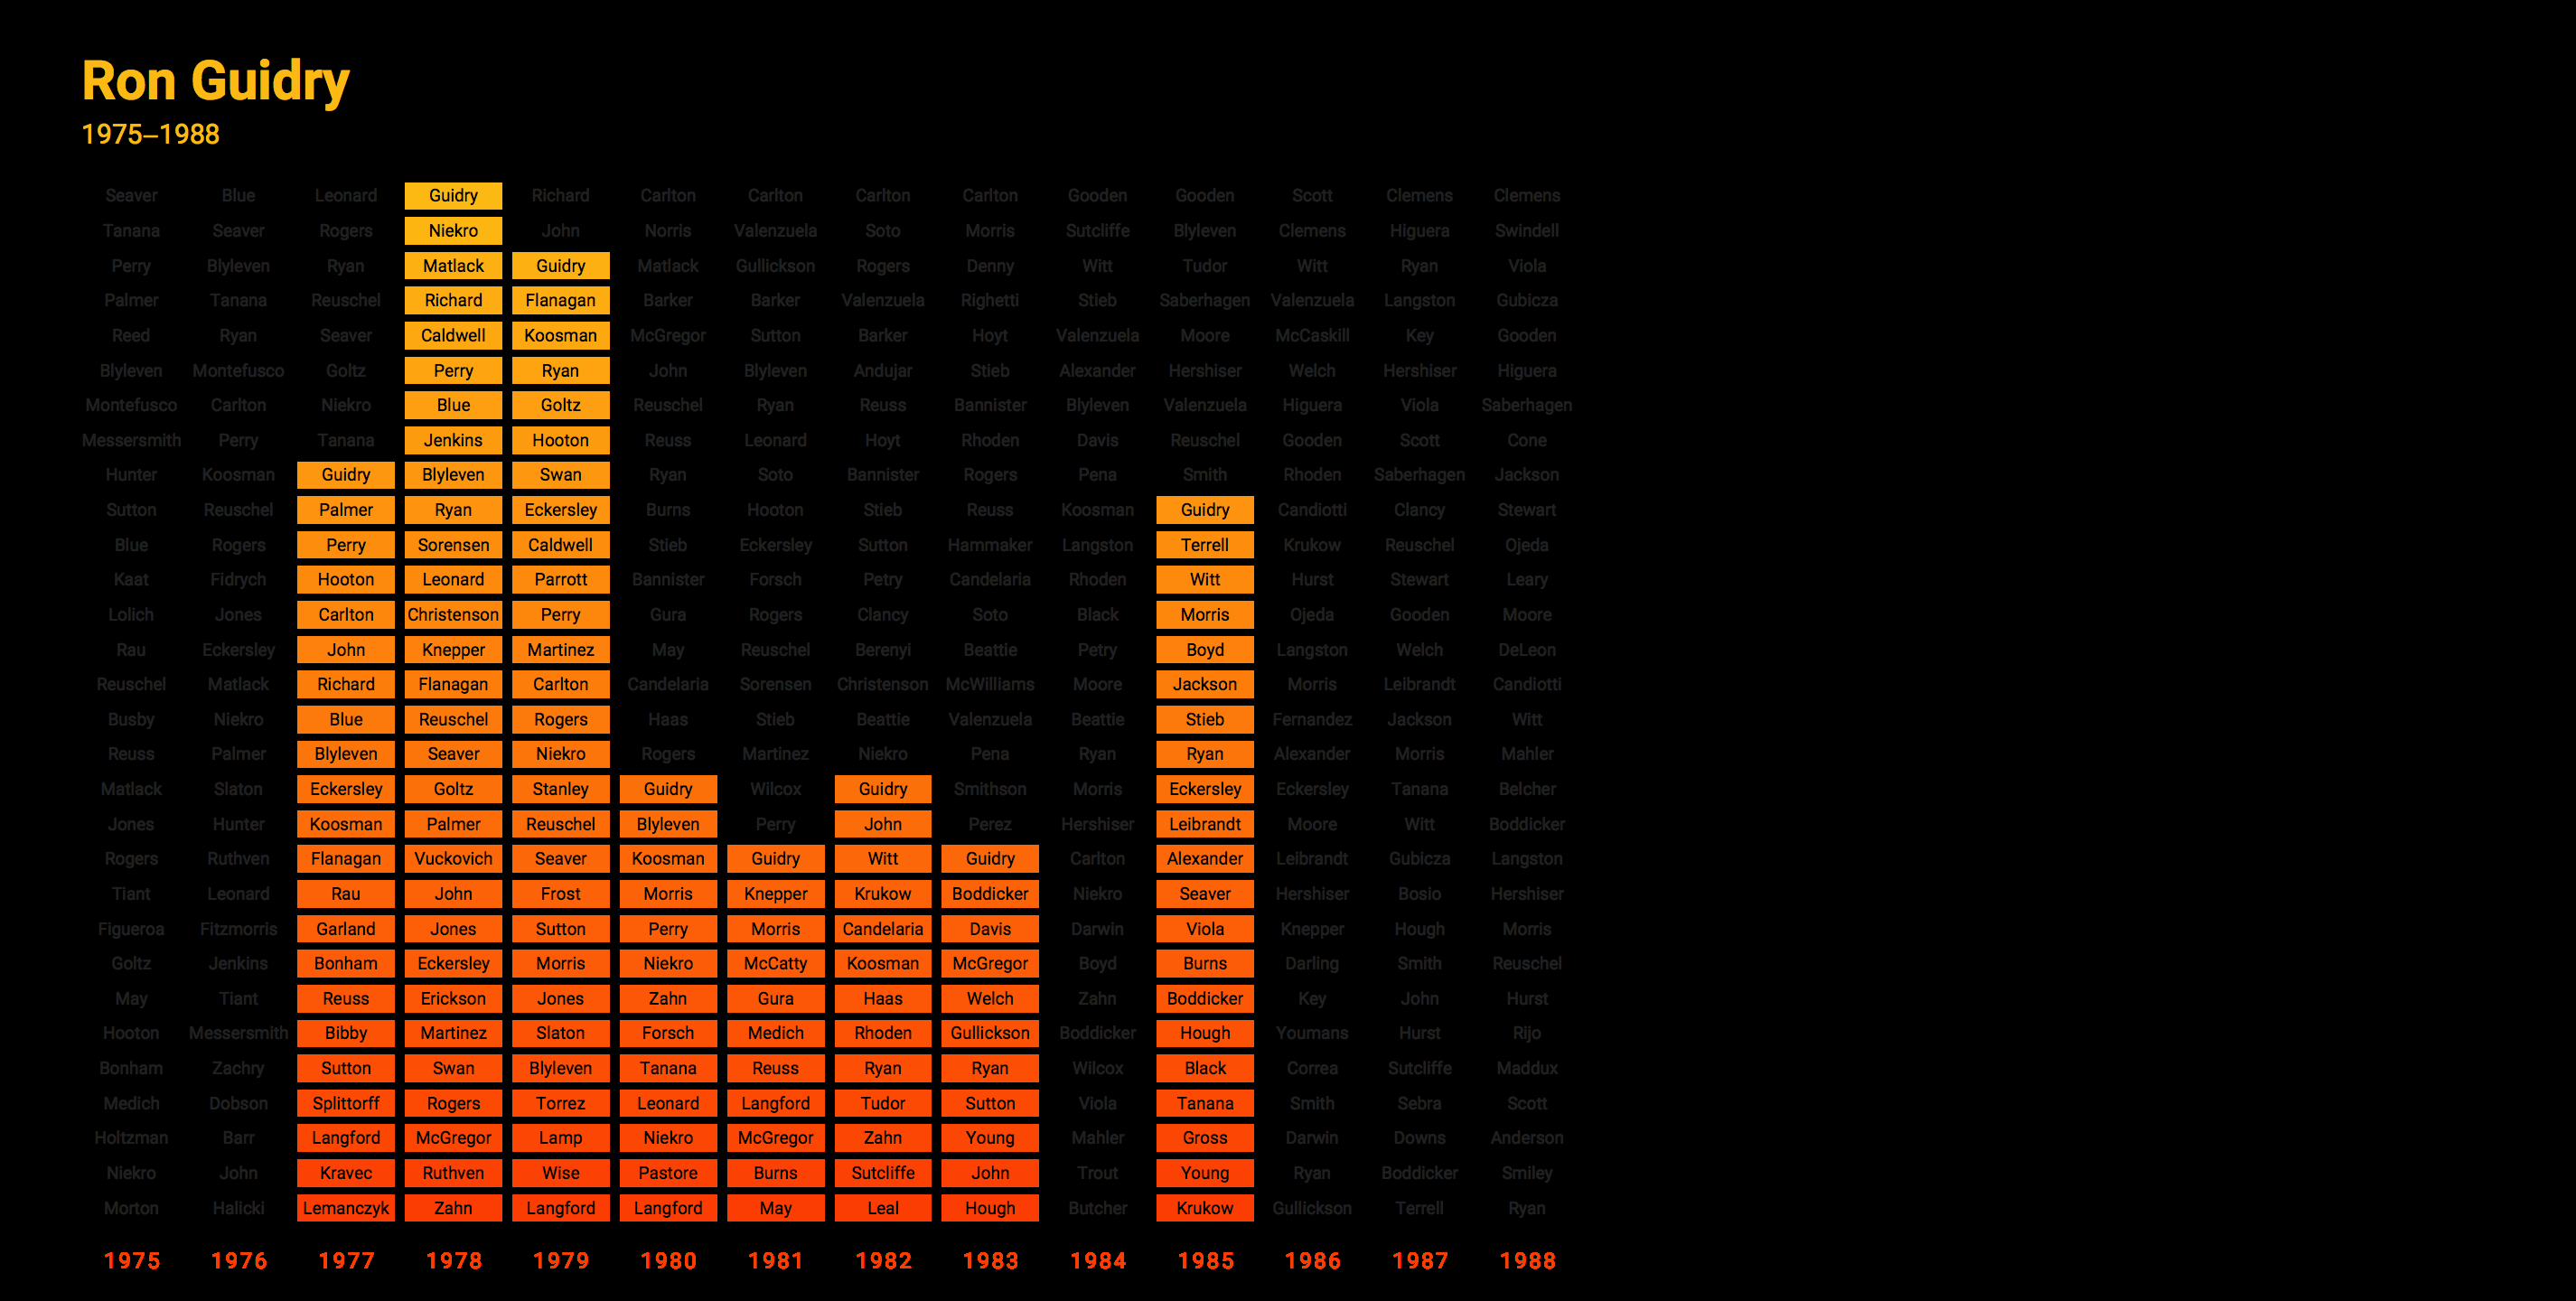 Ron Guidry
1975–1988
Seaver Blue Leonard Guidry Richard Carlton Carlton Carlton Carlton Gooden Gooden Scott Clemens Clemens
Tanana Seaver Rogers Niekro John Norris Valenzuela Soto Morris Sutcliffe Blyleven Clemens Higuera Swindell
Perry Blyleven Ryan Matlack Guidry Matlack Gullickson Rogers Denny Witt Tudor Witt Ryan Viola
Palmer Tanana Reuschel Richard Flanagan Barker Barker Valenzuela Righetti Stieb Saberhagen Valenzuela Langston Gubicza
Reed Ryan Seaver Caldwell Koosman McGregor Sutton Barker Hoyt Valenzuela Moore McCaskill Key Gooden
Blyleven Montefusco Goltz Perry Ryan John Blyleven Andujar Stieb Alexander Hershiser Welch Hershiser Higuera
Montefusco Carlton Niekro Blue Goltz Reuschel Ryan Reuss Bannister Blyleven Valenzuela Higuera Viola Saberhagen
Messersmith Perry Tanana Jenkins Hooton Reuss Leonard Hoyt Rhoden Davis Reuschel Gooden Scott Cone
Hunter Koosman Guidry Blyleven Swan Ryan Soto Bannister Rogers Pena Smith Rhoden Saberhagen Jackson
Sutton Reuschel Palmer Ryan Eckersley Burns Hooton Stieb Reuss Koosman Guidry Candiotti Clancy Stewart
Blue Rogers Perry Sorensen Caldwell Stieb Eckersley Sutton Hammaker Langston Terrell Krukow Reuschel Ojeda
Kaat Fidrych Hooton Leonard Parrott Bannister Forsch Petry Candelaria Rhoden Witt Hurst Stewart Leary
Lolich Jones Carlton Christenson Perry Gura Rogers Clancy Soto Black Morris Ojeda Gooden Moore
Rau Eckersley John Knepper Martinez May Reuschel Berenyi Beattie Petry Boyd Langston Welch DeLeon
Reuschel Matlack Richard Flanagan Carlton Candelaria Sorensen Christenson McWilliams Moore Jackson Morris Leibrandt Candiotti
Busby Niekro Blue Reuschel Rogers Haas Stieb Beattie Valenzuela Beattie Stieb Fernandez Jackson Witt
Reuss Palmer Blyleven Seaver Niekro Rogers Martinez Niekro Pena Ryan Ryan Alexander Morris Mahler
Matlack Slaton Eckersley Goltz Stanley Guidry Wilcox Guidry Smithson Morris Eckersley Eckersley Tanana Belcher
Jones Hunter Koosman Palmer Reuschel Blyleven Perry John Perez Hershiser Leibrandt Moore Witt Boddicker
Rogers Ruthven Flanagan Vuckovich Seaver Koosman Guidry Witt Guidry Carlton Alexander Leibrandt Gubicza Langston
Tiant Leonard Rau John Frost Morris Knepper Krukow Boddicker Niekro Seaver Hershiser Bosio Hershiser
Figueroa Fitzmorris Garland Jones Sutton Perry Morris Candelaria Davis Darwin Viola Knepper Hough Morris
Goltz Jenkins Bonham Eckersley Morris Niekro McCatty Koosman McGregor Boyd Burns Darling Smith Reuschel
May Tiant Reuss Erickson Jones Zahn Gura Haas Welch Zahn Boddicker Key John Hurst
Hooton Messersmith Bibby Martinez Slaton Forsch Medich Rhoden Gullickson Boddicker Hough Youmans Hurst Rijo
Bonham Zachry Sutton Swan Blyleven Tanana Reuss Ryan Ryan Wilcox Black Correa Sutcliffe Maddux
Medich Dobson Splittorff Rogers Torrez Leonard Langford Tudor Sutton Viola Tanana Smith Sebra Scott
Holtzman Barr Langford McGregor Lamp Niekro McGregor Zahn Young Mahler Gross Darwin Downs Anderson
Niekro John Kravec Ruthven Wise Pastore Burns Sutcliffe John Trout Young Ryan Boddicker Smiley
Morton Halicki Lemanczyk Zahn Langford Langford May Leal Hough Butcher Krukow Gullickson Terrell Ryan
1975 1976 1977 1978 1979 1980 1981 1982 1983 1984 1985 1986 1987 1988